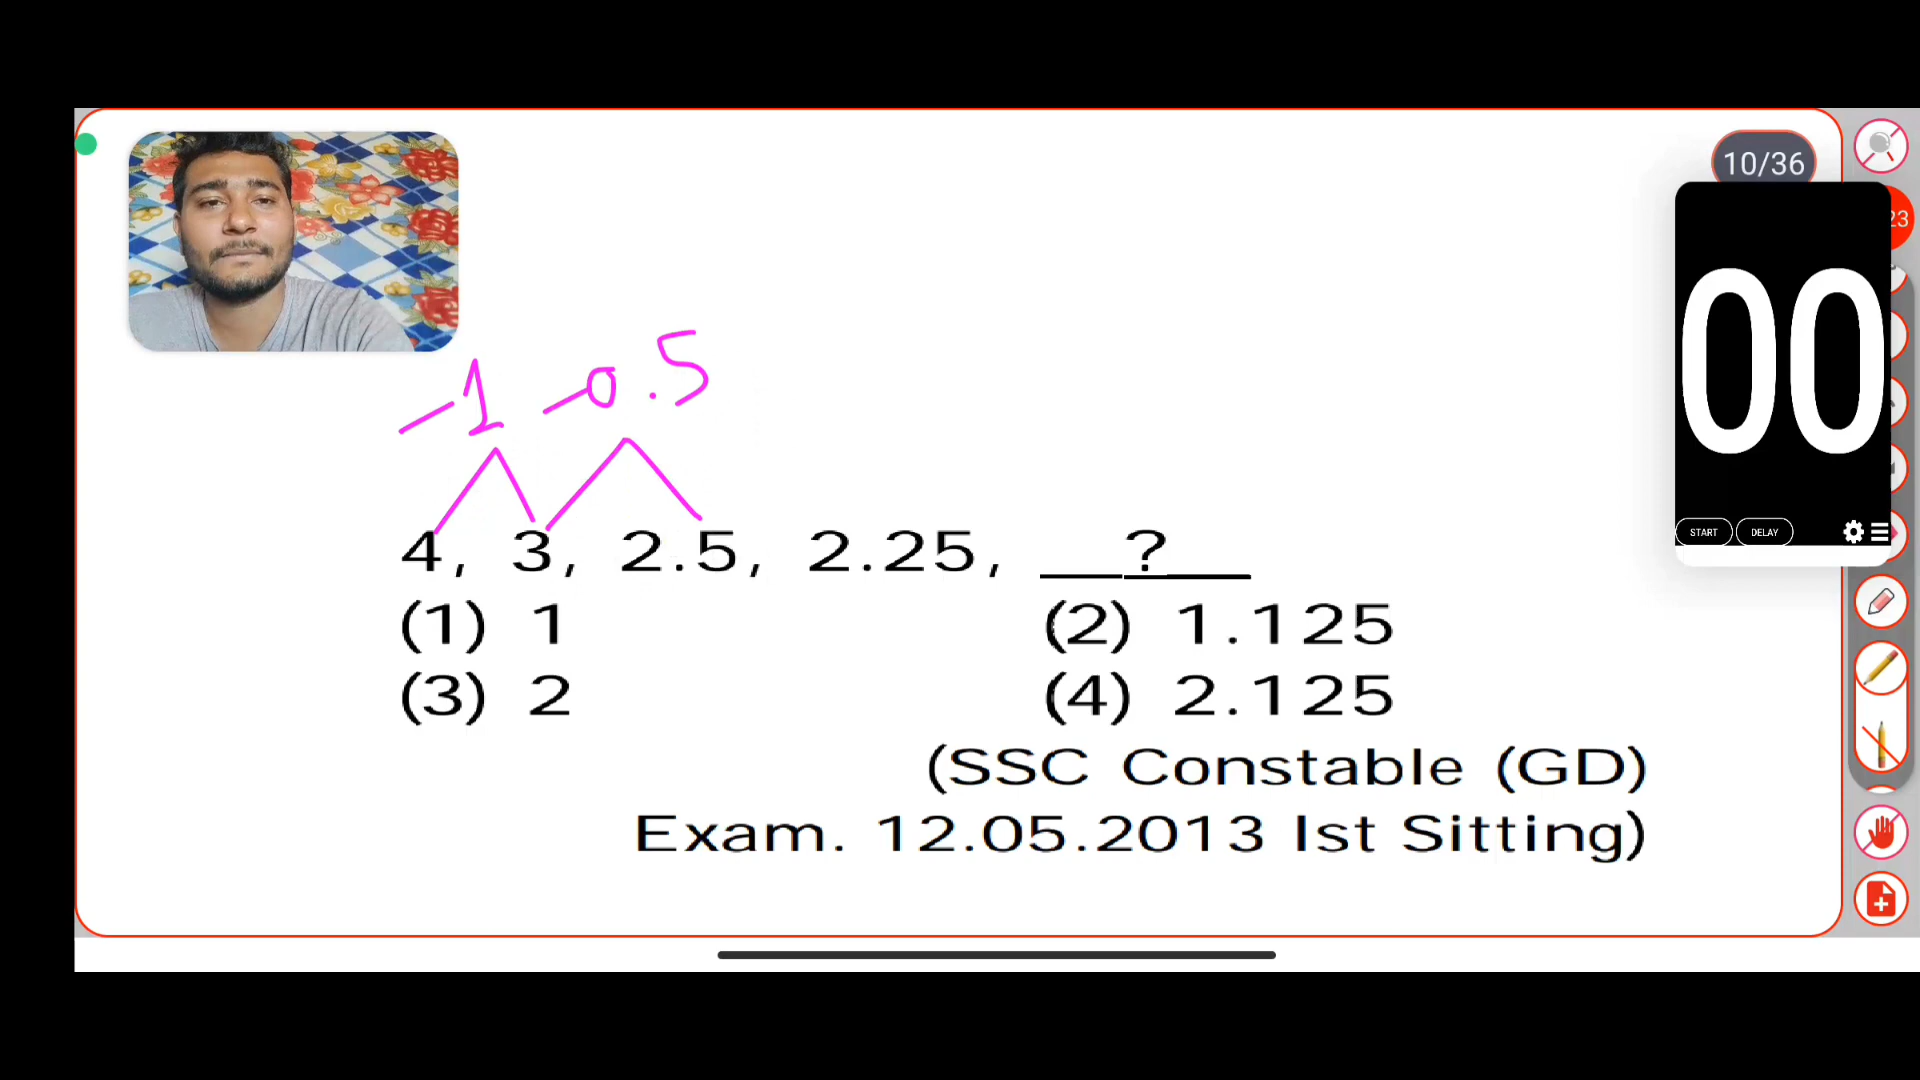 10/36
23
00
START DELAY
-1 -0.5
4, 3, 2.5, 2.25, ?
(1) 1 (2) 1.125
(3) 2 (4) 2.125
(SSC Constable (GD)
Exam. 12.05.2013 Ist Sitting)